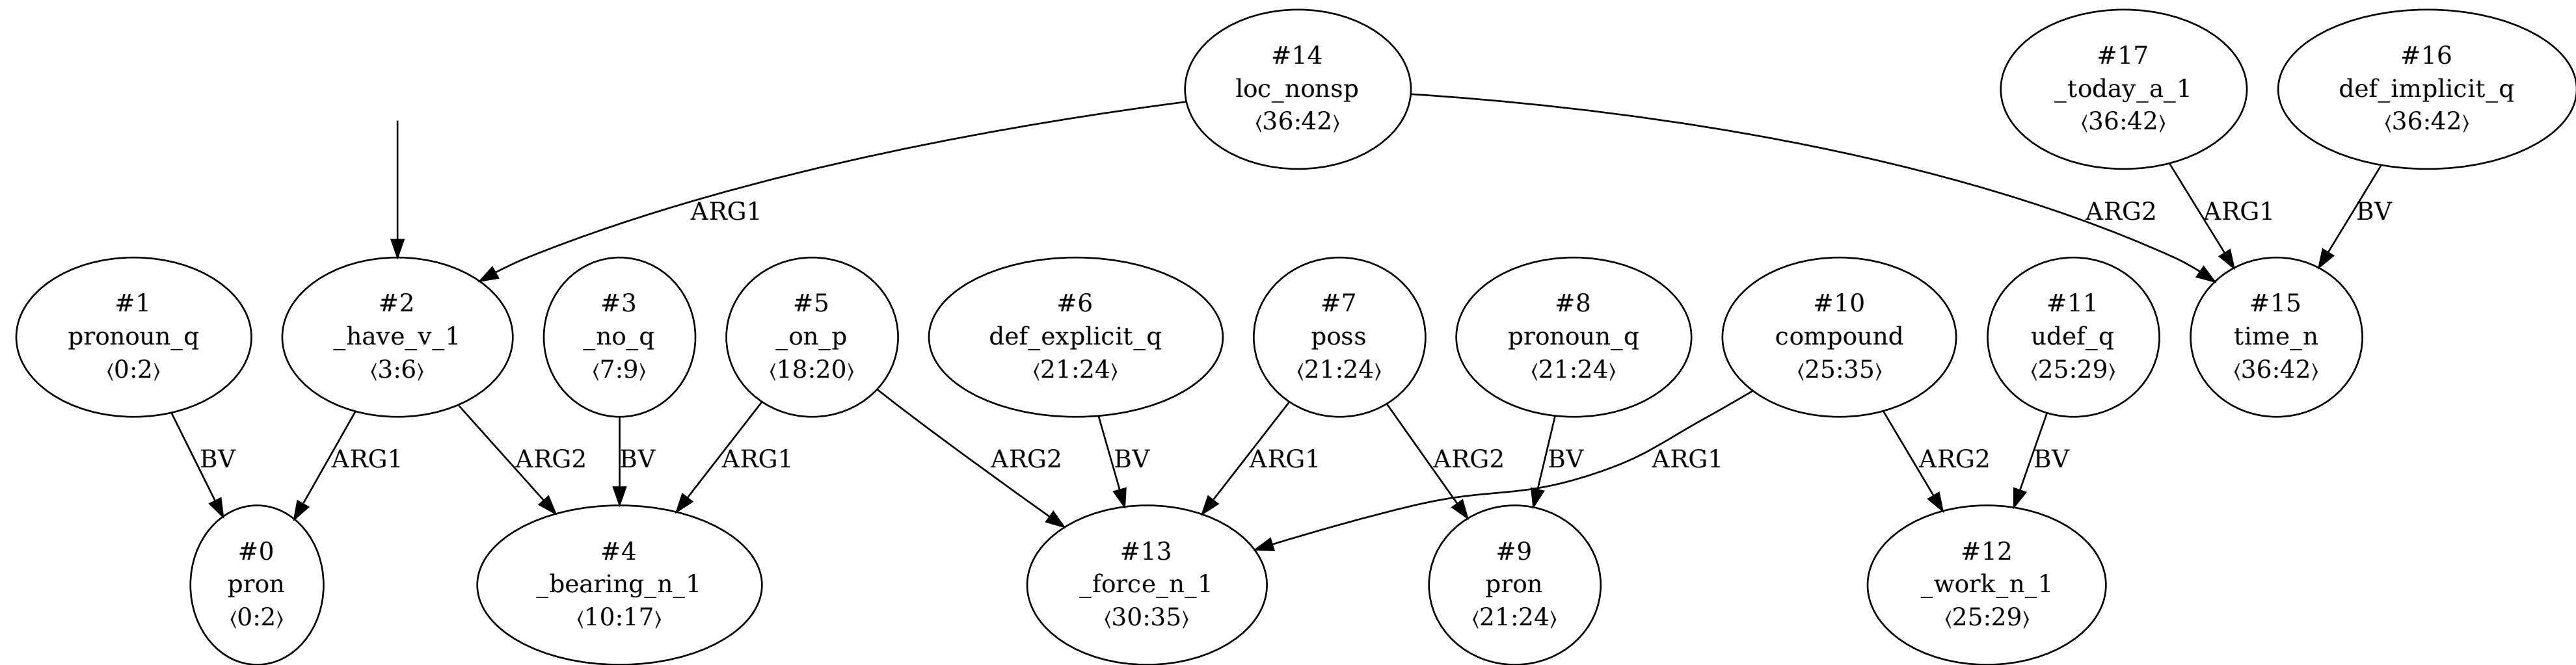 #14
loc_nonsp
⟨36:42⟩
#17
_today_a_1
⟨36:42⟩
#16
def_implicit_q
⟨36:42⟩
ARG1
ARG2
ARG1
BV
#1
pronoun_q
⟨0:2⟩
#2
_have_v_1
⟨3:6⟩
#3
_no_q
⟨7:9⟩
#5
_on_p
⟨18:20⟩
#6
def_explicit_q
⟨21:24⟩
#7
poss
⟨21:24⟩
#8
pronoun_q
⟨21:24⟩
#10
compound
⟨25:35⟩
#11
udef_q
⟨25:29⟩
#15
time_n
⟨36:42⟩
BV
ARG1
ARG2
BV
ARG1
ARG2
BV
ARG1
ARG2
BV
ARG1
ARG2
BV
#0
pron
⟨0:2⟩
#4
_bearing_n_1
⟨10:17⟩
#13
_force_n_1
⟨30:35⟩
#9
pron
⟨21:24⟩
#12
_work_n_1
⟨25:29⟩